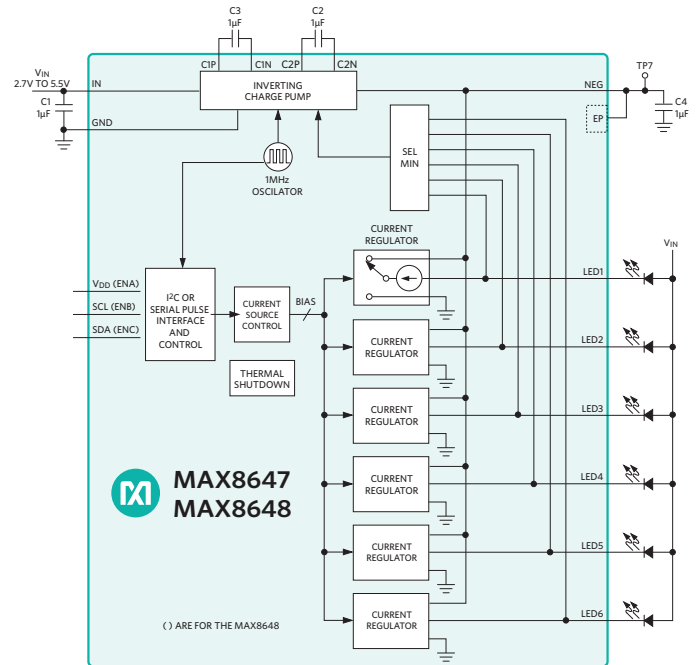 C3
1µF
C2
1µF
C1P
C1N
C2P
C2N
TP7
VIN
2.7V TO 5.5V
IN
INVERTING
CHARGE PUMP
NEG
C1
1µF
C4
1µF
EP
GND
SEL
MIN
1MHz
OSCILATOR
CURRENT
REGULATOR
VIN
LED1
VDD (ENA)
SCL (ENB)
SDA (ENC)
I²C OR
SERIAL PULSE
INTERFACE
AND
CONTROL
CURRENT
SOURCE
CONTROL
BIAS
CURRENT
REGULATOR
LED2
THERMAL
SHUTDOWN
CURRENT
REGULATOR
LED3
MAX8647
MAX8648
CURRENT
REGULATOR
LED4
CURRENT
REGULATOR
LED5
CURRENT
REGULATOR
LED6
( ) ARE FOR THE MAX8648